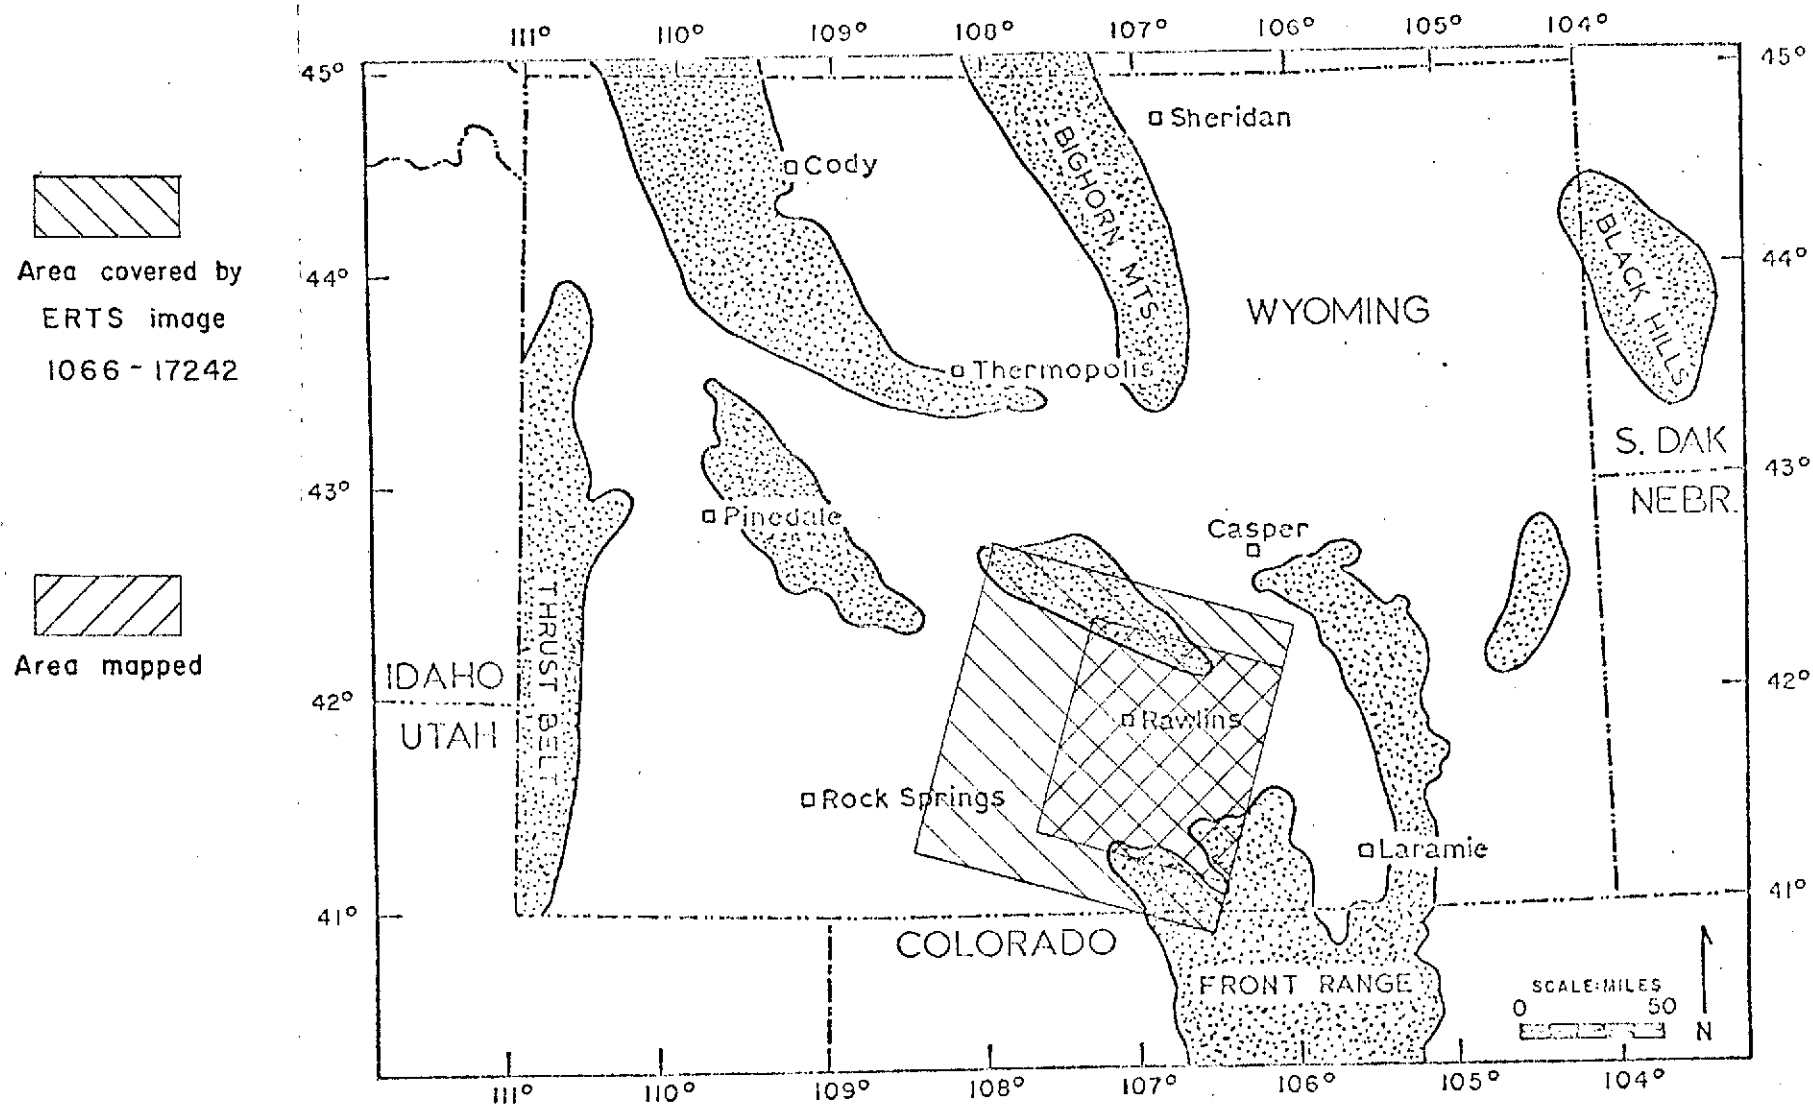 111° 110° 109° 108° 107° 106° 105° 104°
45° 45°
Sheridan
Cody
BIGHORN MTS.
BLACK HILLS
Area covered by
ERTS image
1066 - 17242
44° 44°
WYOMING
Thermopolis
S. DAK
43° 43°
NEBR.
Pinedale
Casper
THRUST BELT
Area mapped
IDAHO
42° 42°
UTAH
Rawlins
Rock Springs
Laramie
41° 41°
COLORADO
FRONT RANGE
SCALE:MILES
0 50
N
111° 110° 109° 108° 107° 106° 105° 104°